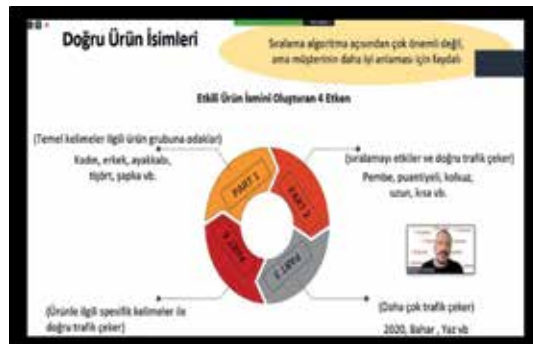 Doğru Ürün İsimleri
Sıralama algoritma açısından çok önemli değil,
ama müşterinin daha iyi anlaması için faydalı
Etkili Ürün İsmini Oluşturan 4 Etken
(Temel kelimeler ilgili ürün grubuna odaklar)
Kadın, erkek, ayakkabı,
tişört, şapka vb.
(sıralamayı etkiler ve doğru trafik çeker)
Pembe, puantiyeli, kolsuz,
uzun, kısa vb.
PART 1
PART 2
PART 3
PART 4
(Ürünle ilgili spesifik kelimeler ile
doğru trafik çeker)
(Daha çok trafik çeker)
2020, Bahar , Yaz vb